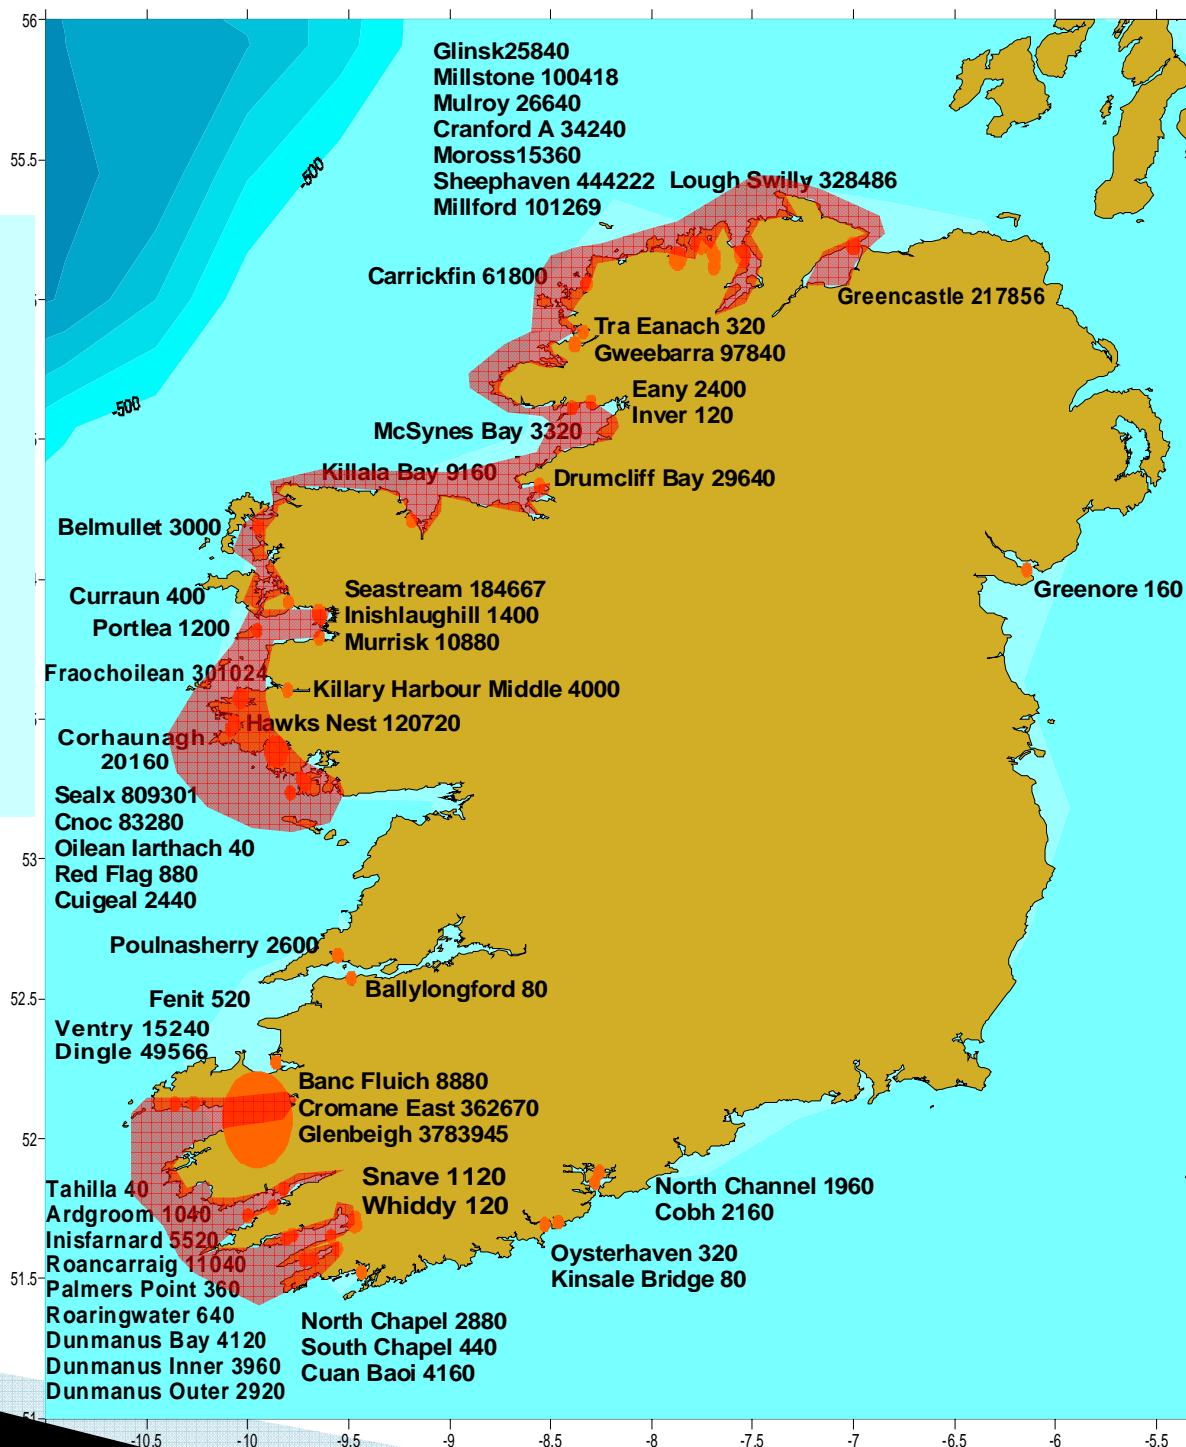 56
Glinsk25840
Millstone 100418
Mulroy 26640
Cranford A 34240
Moross15360
Sheephaven 444222
Millford 101269
Lough Swilly 328486
55.5
-500
Carrickfin 61800
Greencastle 217856
Tra Eanach 320
Gweebarra 97840
-500
Eany 2400
Inver 120
McSynes Bay 3320
Killala Bay 9160
Drumcliff Bay 29640
Belmullet 3000
Greenore 160
Curraun 400
Portlea 1200
Seastream 184667
Inishlaughill 1400
Murrisk 10880
Fraochoilean 301024
Killary Harbour Middle 4000
Hawks Nest 120720
Corhaunagh
20160
Sealx 809301
Cnoc 83280
Oilean Iarthach 40
Red Flag 880
Cuigeal 2440
53
Poulnasherry 2600
Ballylongford 80
52.5
Fenit 520
Ventry 15240
Dingle 49566
Banc Fluich 8880
Cromane East 362670
Glenbeigh 3783945
52
Snave 1120
Whiddy 120
Tahilla 40
Ardgroom 1040
Inisfarnard 5520
Roancarraig 11040
Palmers Point 360
Roaringwater 640
Dunmanus Bay 4120
Dunmanus Inner 3960
Dunmanus Outer 2920
North Channel 1960
Cobh 2160
Oysterhaven 320
Kinsale Bridge 80
51.5
North Chapel 2880
South Chapel 440
Cuan Baoi 4160
-10.5 -10 -9.5 -9 -8.5 -8 -7.5 -7 -6.5 -6 -5.5